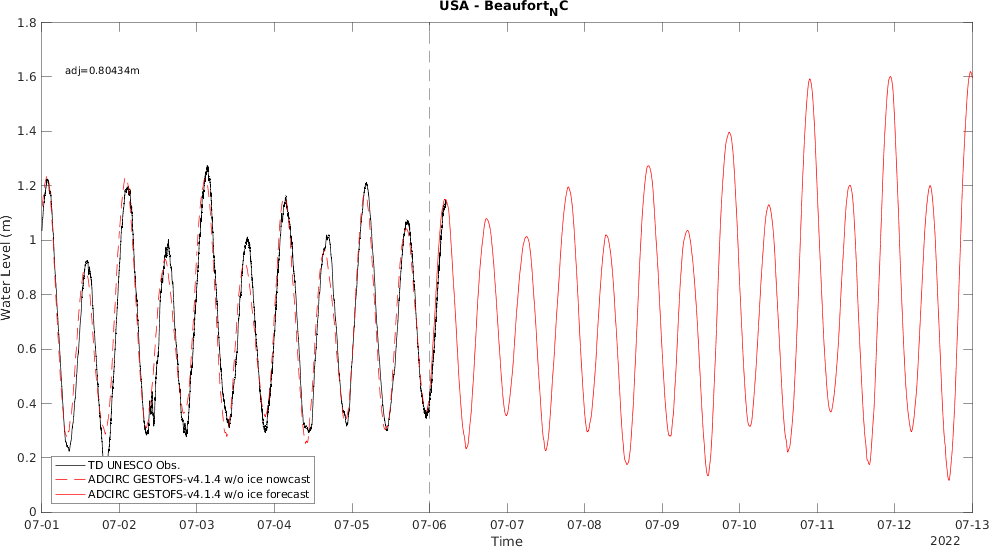 USA - Beaufort_NC
adj=0.80434m
1.8
1.6
1.4
1.2
1
0.8
0.6
0.4
0.2
0
Water Level (m)
TD UNESCO Obs.
ADCIRC GESTOFS-v4.1.4 w/o ice nowcast
ADCIRC GESTOFS-v4.1.4 w/o ice forecast
07-01 07-02 07-03 07-04 07-05 07-06 07-07 07-08 07-09 07-10 07-11 07-12 07-13
Time
2022